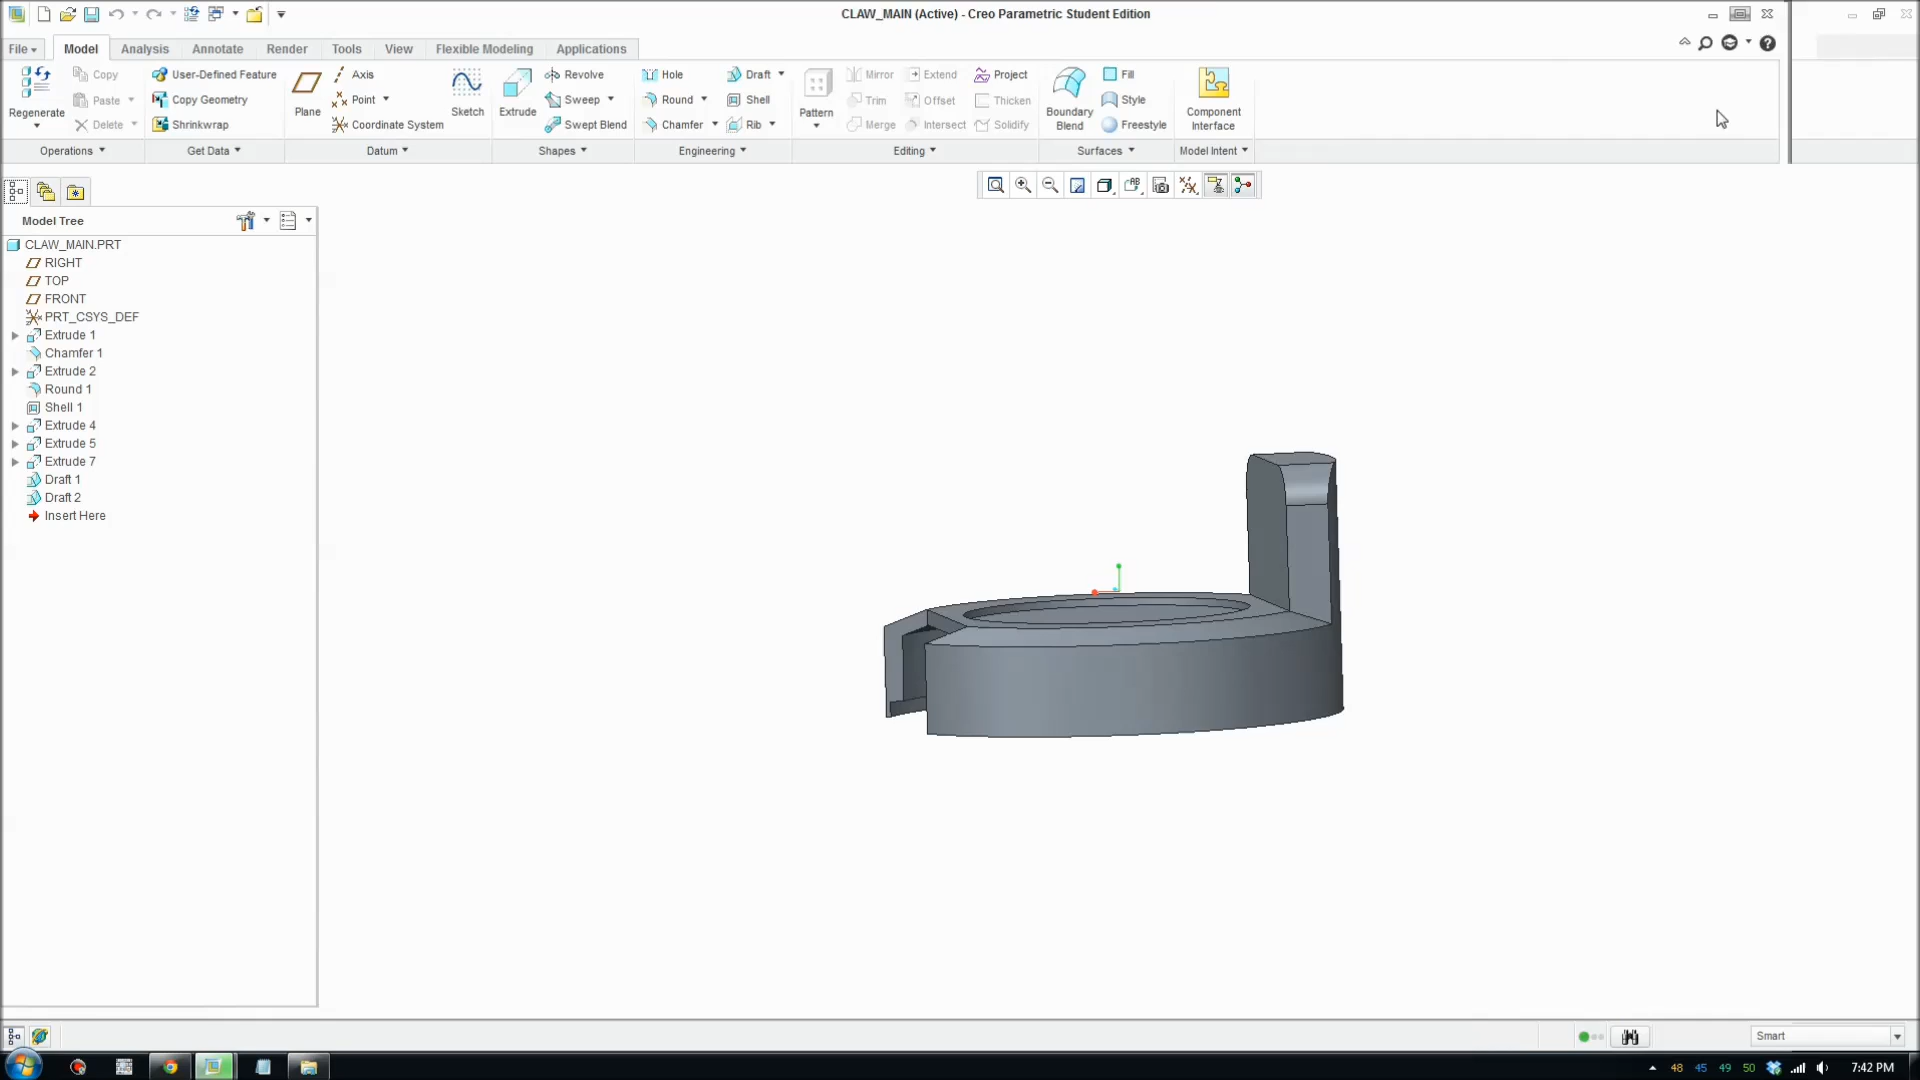 CLAW_MAIN (Active) - Creo Parametric Student Edition
File Model Analysis Annotate Render Tools View Flexible Modeling Applications
Regenerate
Copy
Paste
Delete
Operations
User-Defined Feature
Copy Geometry
Shrinkwrap
Get Data
Plane
Axis
Point
Coordinate System
Sketch
Datum
Extrude
Revolve
Sweep
Swept Blend
Shapes
Hole
Round
Chamfer
Draft
Shell
Rib
Engineering
Pattern
Mirror
Trim
Merge
Extend
Offset
Intersect
Project
Thicken
Solidify
Editing
Boundary
Blend
Fill
Style
Freestyle
Surfaces
Component
Interface
Model Intent
Model Tree
CLAW_MAIN.PRT
RIGHT
TOP
FRONT
PRT_CSYS_DEF
Extrude 1
Chamfer 1
Extrude 2
Round 1
Shell 1
Extrude 4
Extrude 5
Extrude 7
Draft 1
Draft 2
Insert Here
Smart
48 45 49 50 7:42 PM